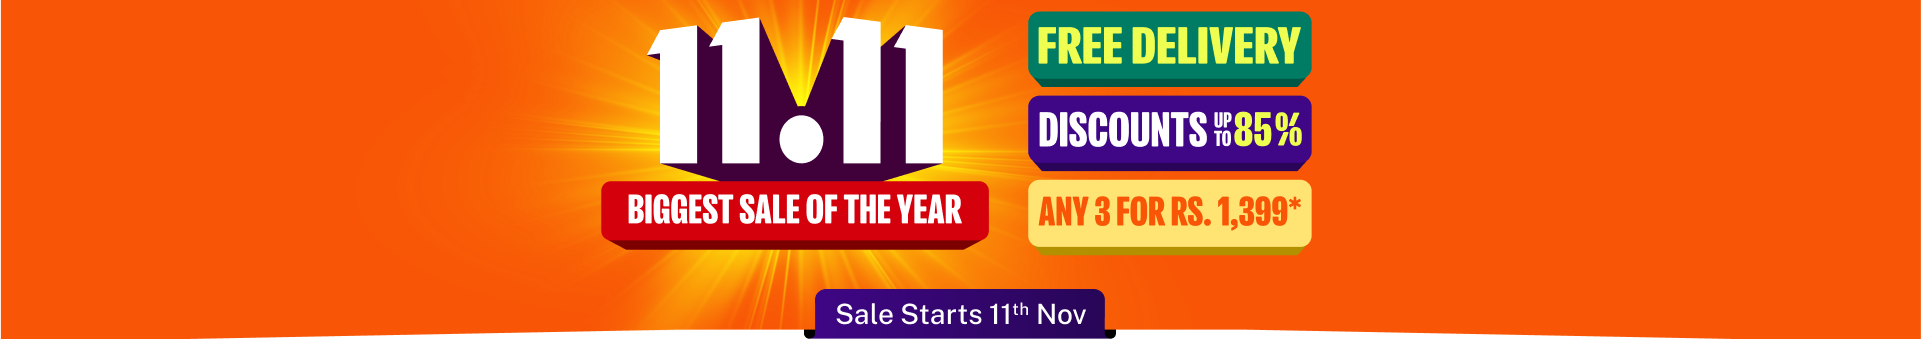 11.11
BIGGEST SALE OF THE YEAR
FREE DELIVERY
DISCOUNTS UP TO 85%
ANY 3 FOR RS. 1,399*
Sale Starts 11th Nov